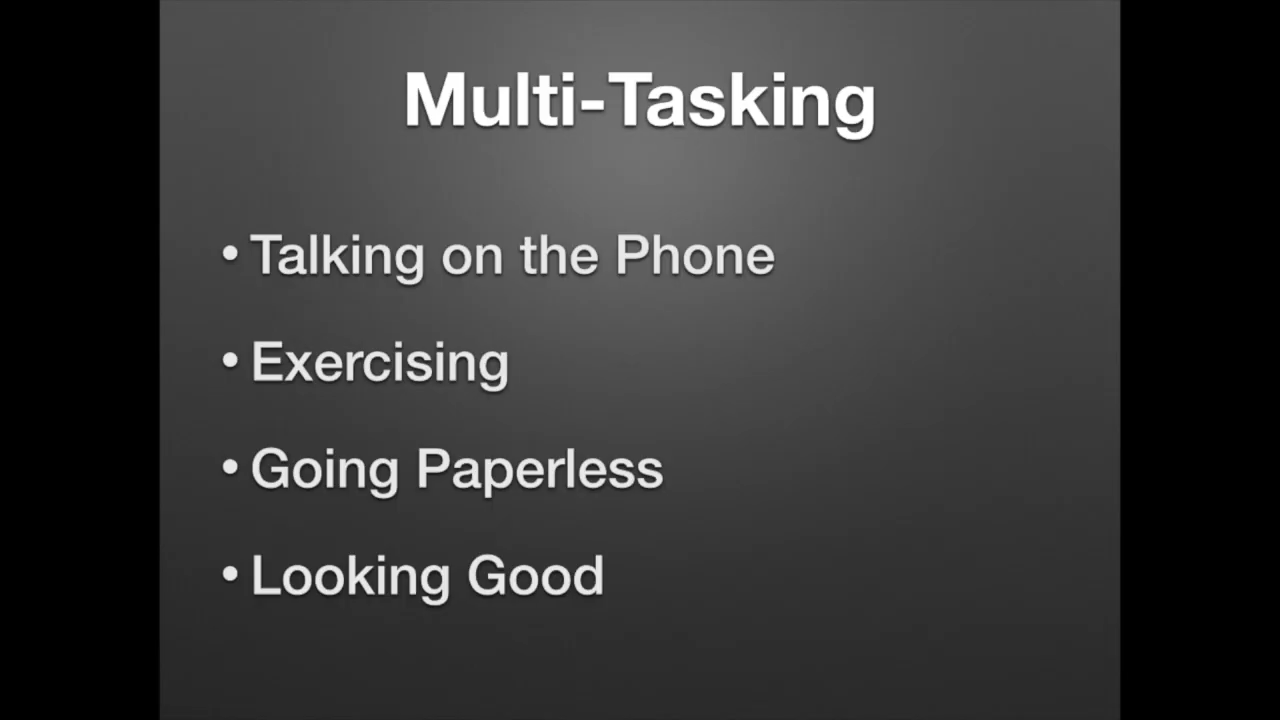 Multi-Tasking
• Talking on the Phone
• Exercising
• Going Paperless
• Looking Good